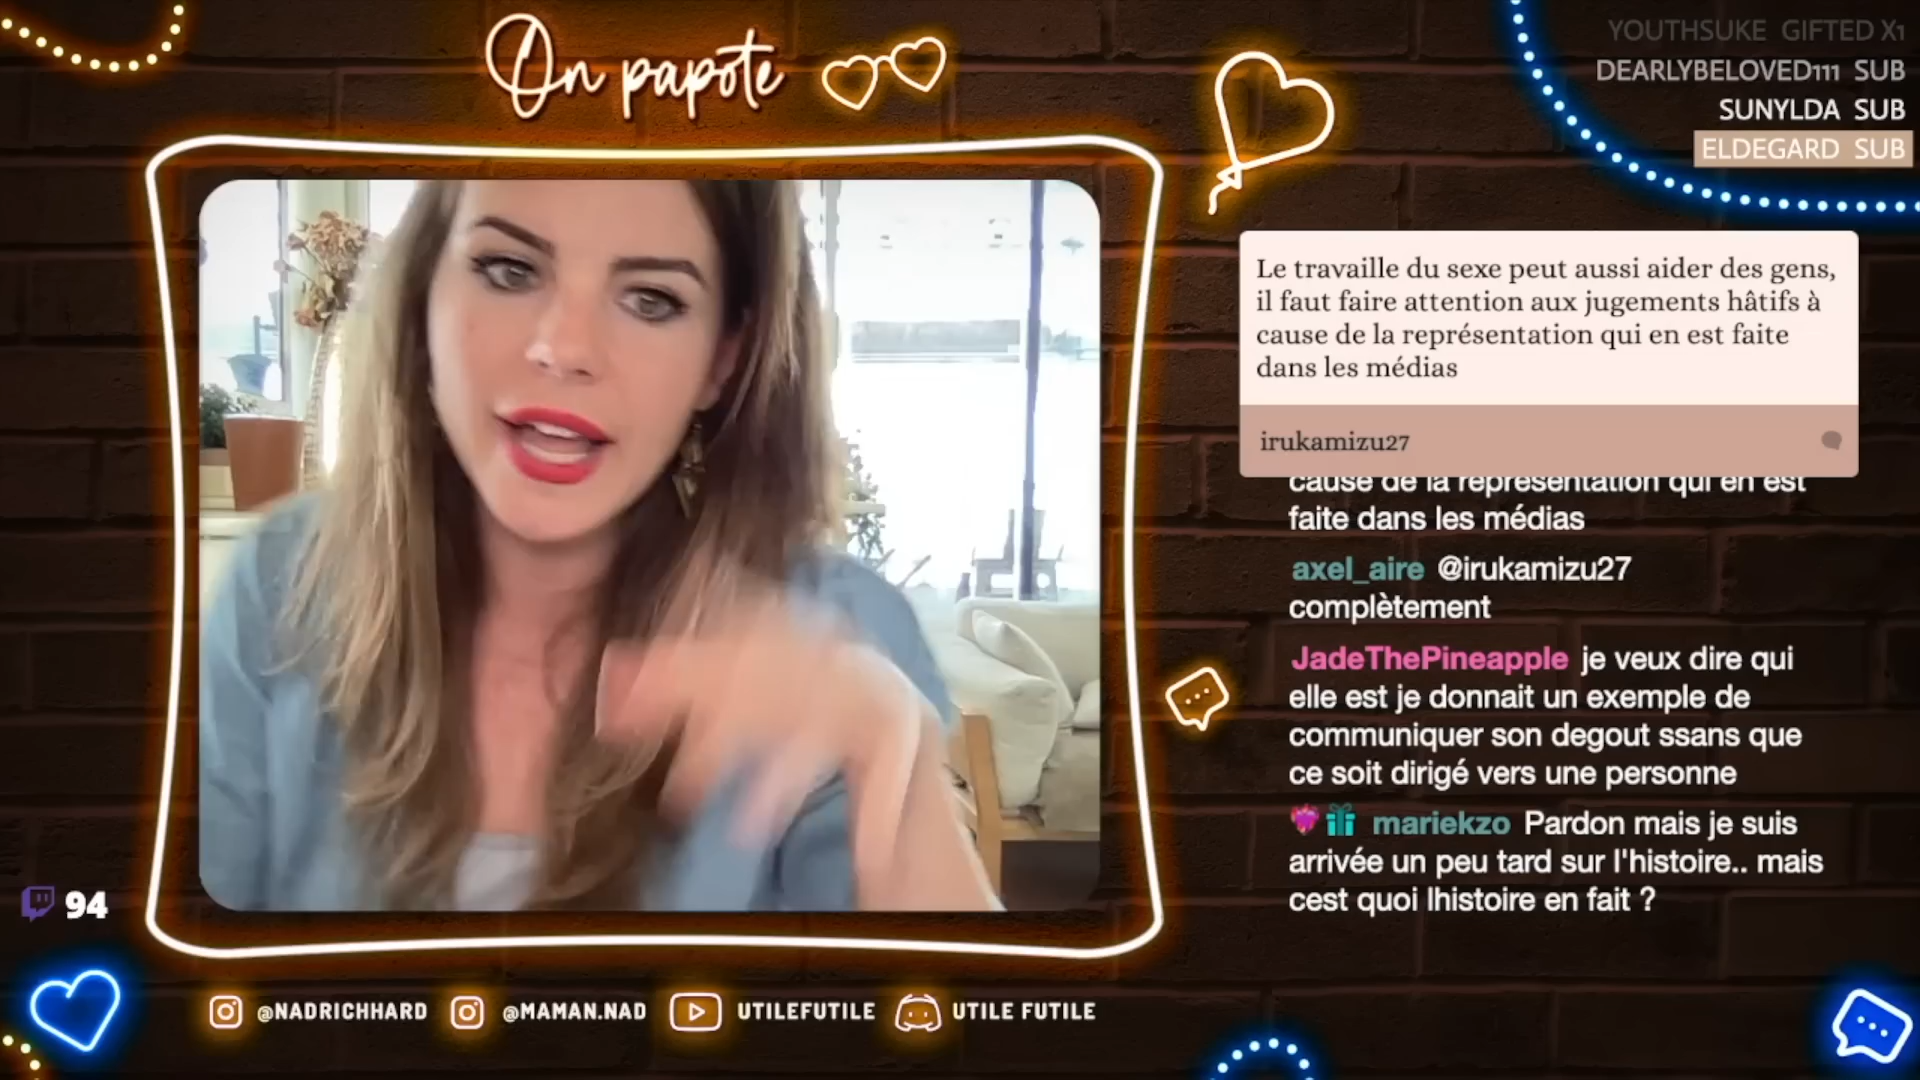 On papote
YOUTHSUKE GIFTED X1
DEARLYBELOVED111 SUB
SUNYLDA SUB
ELDEGARD SUB
Le travaille du sexe peut aussi aider des gens,
il faut faire attention aux jugements hâtifs à
cause de la représentation qui en est faite
dans les médias
irukamizu27
cause de la représentation qui en est
faite dans les médias
axel_aire @irukamizu27
complètement
JadeThePineapple je veux dire qui
elle est je donnait un exemple de
communiquer son degout ssans que
ce soit dirigé vers une personne
mariekzo Pardon mais je suis
arrivée un peu tard sur l'histoire.. mais
cest quoi lhistoire en fait ?
94
@NADRICHHARD @MAMAN.NAD UTILEFUTILE UTILE FUTILE